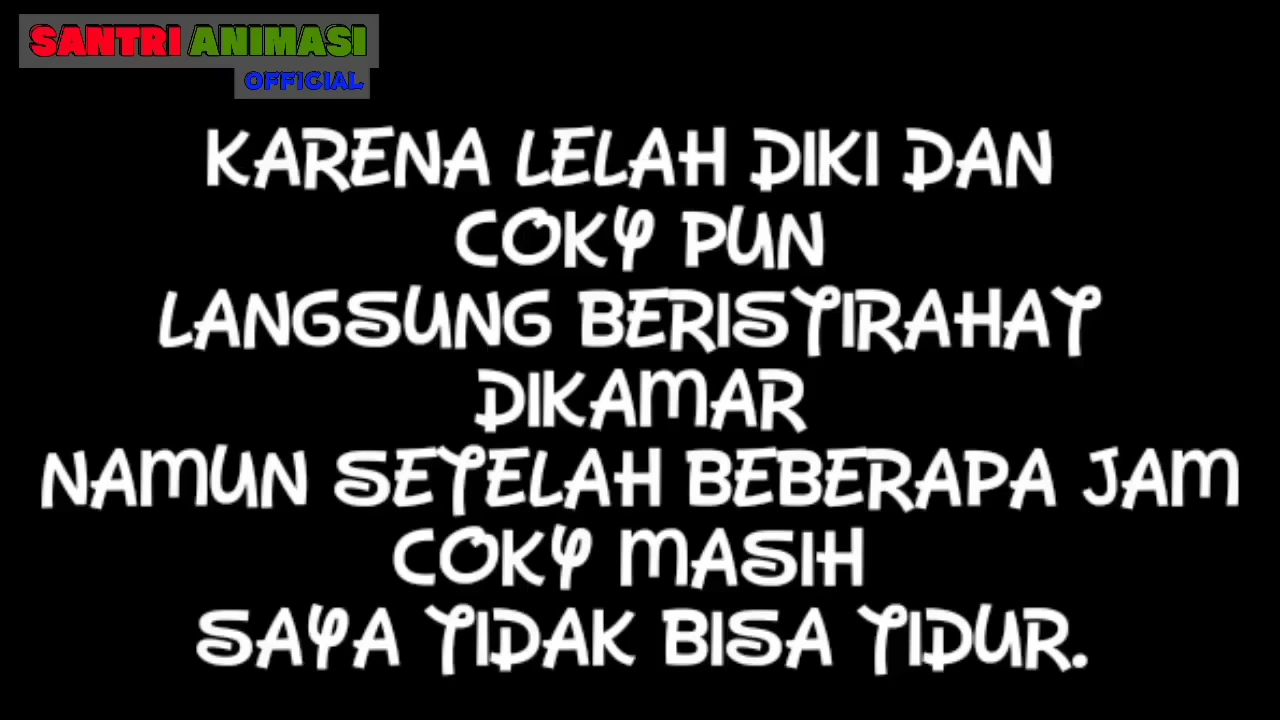 SANTRI ANIMASI
OFFICIAL
KARENA LELAH DIKI DAN
COKY PUN
LANGSUNG BERISTIRAHAT
DIKAMAR
NAMUN SETELAH BEBERAPA JAM
COKY MASIH
SAYA TIDAK BISA TIDUR.